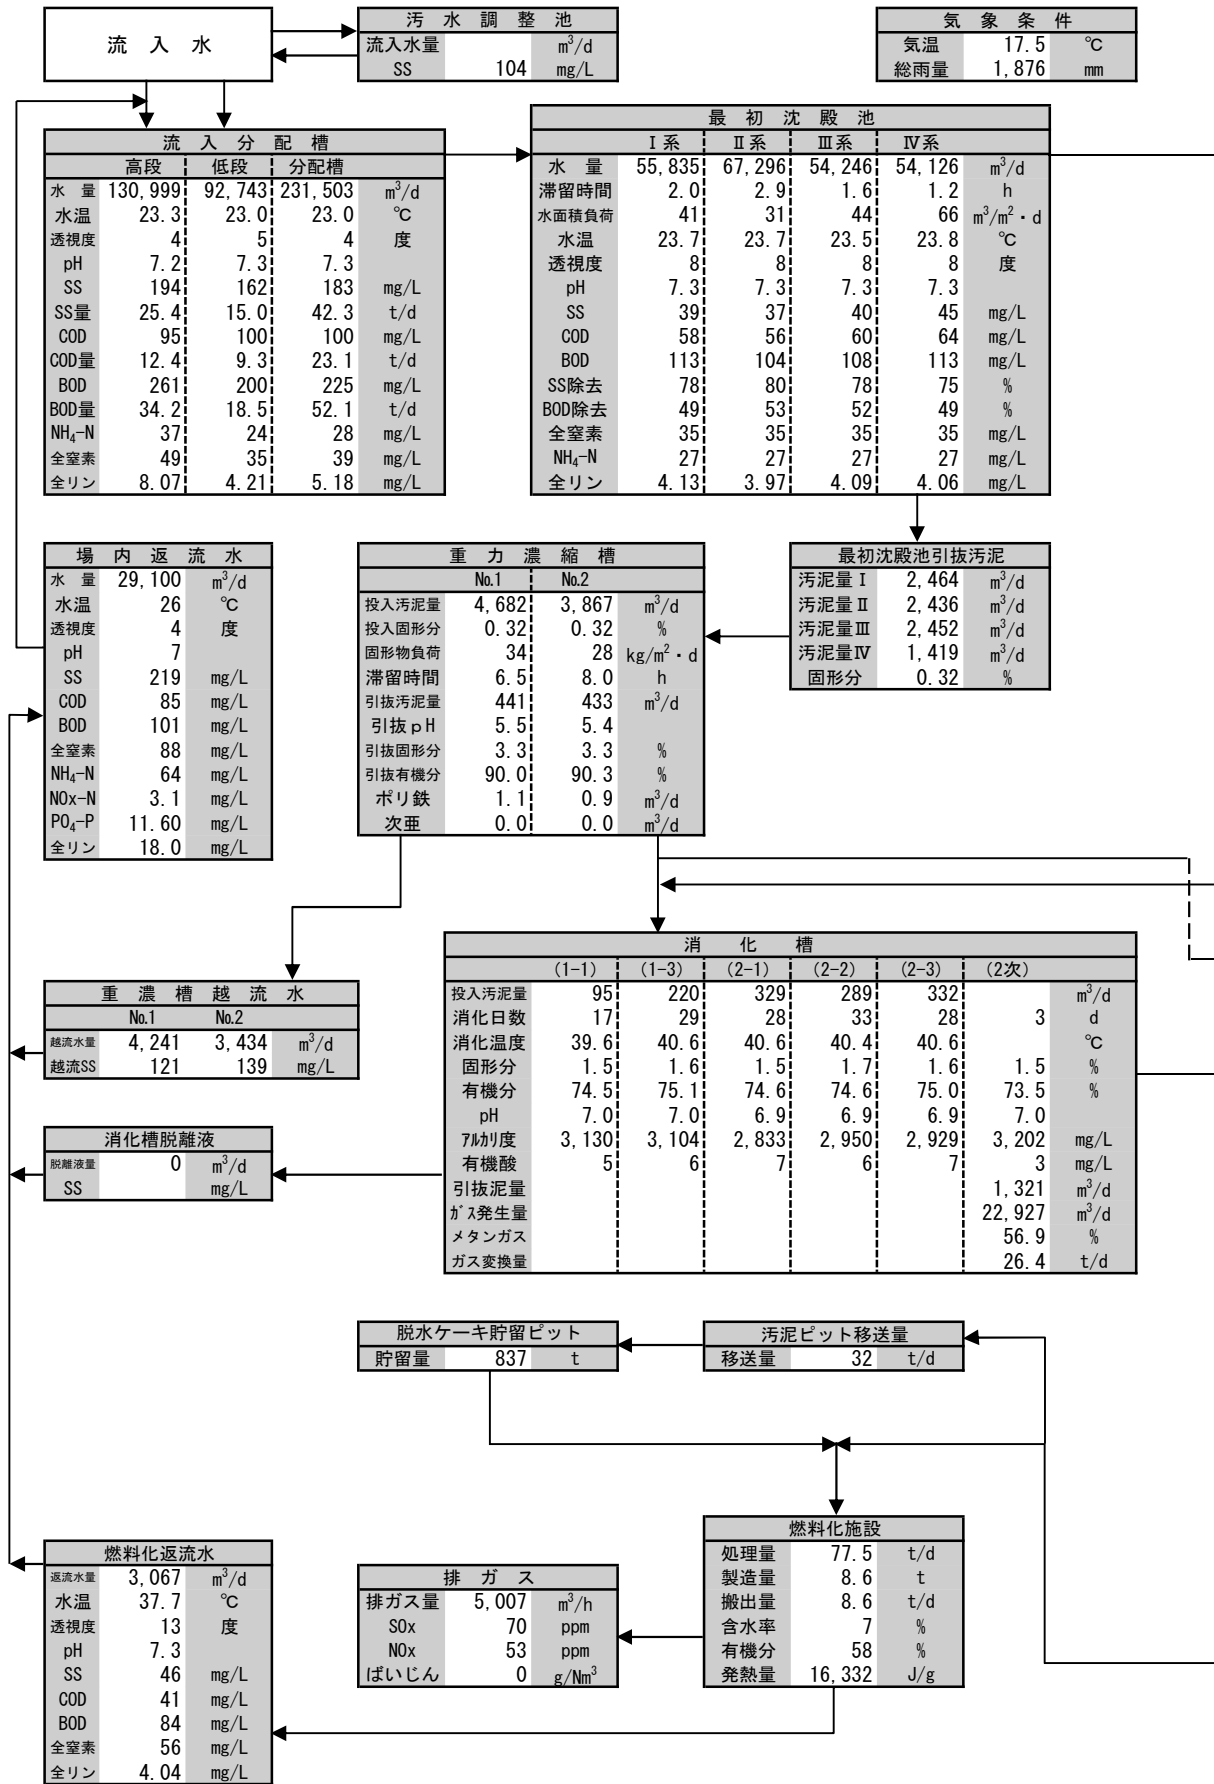 流 入 水
汚 水 調 整 池
流入水量 m³/d
SS 104 mg/L
気 象 条 件
気温 17.5 ℃
総雨量 1,876 mm
流 入 分 配 槽
高段 低段 分配槽
水 量 130,999 92,743 231,503 m³/d
水温 23.3 23.0 23.0 ℃
透視度 4 5 4 度
pH 7.2 7.3 7.3
SS 194 162 183 mg/L
SS量 25.4 15.0 42.3 t/d
COD 95 100 100 mg/L
COD量 12.4 9.3 23.1 t/d
BOD 261 200 225 mg/L
BOD量 34.2 18.5 52.1 t/d
NH₄-N 37 24 28 mg/L
全窒素 49 35 39 mg/L
全リン 8.07 4.21 5.18 mg/L
最 初 沈 殿 池
Ⅰ系 Ⅱ系 Ⅲ系 Ⅳ系
水 量 55,835 67,296 54,246 54,126 m³/d
滞留時間 2.0 2.9 1.6 1.2 h
水面積負荷 41 31 44 66 m³/m²・d
水温 23.7 23.7 23.5 23.8 ℃
透視度 8 8 8 8 度
pH 7.3 7.3 7.3 7.3
SS 39 37 40 45 mg/L
COD 58 56 60 64 mg/L
BOD 113 104 108 113 mg/L
SS除去 78 80 78 75 %
BOD除去 49 53 52 49 %
全窒素 35 35 35 35 mg/L
NH₄-N 27 27 27 27 mg/L
全リン 4.13 3.97 4.09 4.06 mg/L
場 内 返 流 水
水 量 29,100 m³/d
水温 26 ℃
透視度 4 度
pH 7
SS 219 mg/L
COD 85 mg/L
BOD 101 mg/L
全窒素 88 mg/L
NH₄-N 64 mg/L
NOx-N 3.1 mg/L
PO₄-P 11.60 mg/L
全リン 18.0 mg/L
重 力 濃 縮 槽
No.1 No.2
投入汚泥量 4,682 3,867 m³/d
投入固形分 0.32 0.32 %
固形物負荷 34 28 kg/m²・d
滞留時間 6.5 8.0 h
引抜汚泥量 441 433 m³/d
引抜pH 5.5 5.4
引抜固形分 3.3 3.3 %
引抜有機分 90.0 90.3 %
ポリ鉄 1.1 0.9 m³/d
次亜 0.0 0.0 m³/d
最初沈殿池引抜汚泥
汚泥量Ⅰ 2,464 m³/d
汚泥量Ⅱ 2,436 m³/d
汚泥量Ⅲ 2,452 m³/d
汚泥量Ⅳ 1,419 m³/d
固形分 0.32 %
消 化 槽
(1-1) (1-3) (2-1) (2-2) (2-3) (2次)
投入汚泥量 95 220 329 289 332 m³/d
消化日数 17 29 28 33 28 3 d
消化温度 39.6 40.6 40.6 40.4 40.6 ℃
固形分 1.5 1.6 1.5 1.7 1.6 1.5 %
有機分 74.5 75.1 74.6 74.6 75.0 73.5 %
pH 7.0 7.0 6.9 6.9 6.9 7.0
ｱﾙｶﾘ度 3,130 3,104 2,833 2,950 2,929 3,202 mg/L
有機酸 5 6 7 6 7 3 mg/L
引抜泥量 1,321 m³/d
ｶﾞｽ発生量 22,927 m³/d
メタンガス 56.9 %
ガス変換量 26.4 t/d
重 濃 槽 越 流 水
No.1 No.2
越流水量 4,241 3,434 m³/d
越流SS 121 139 mg/L
消化槽脱離液
脱離液量 0 m³/d
SS mg/L
脱水ケーキ貯留ピット
貯留量 837 t
汚泥ピット移送量
移送量 32 t/d
燃料化施設
処理量 77.5 t/d
製造量 8.6 t
搬出量 8.6 t/d
含水率 7 %
有機分 58 %
発熱量 16,332 J/g
排 ガ ス
排ガス量 5,007 m³/h
SOx 70 ppm
NOx 53 ppm
ばいじん 0 g/Nm³
燃料化返流水
返流水量 3,067 m³/d
水温 37.7 ℃
透視度 13 度
pH 7.3
SS 46 mg/L
COD 41 mg/L
BOD 84 mg/L
全窒素 56 mg/L
全リン 4.04 mg/L